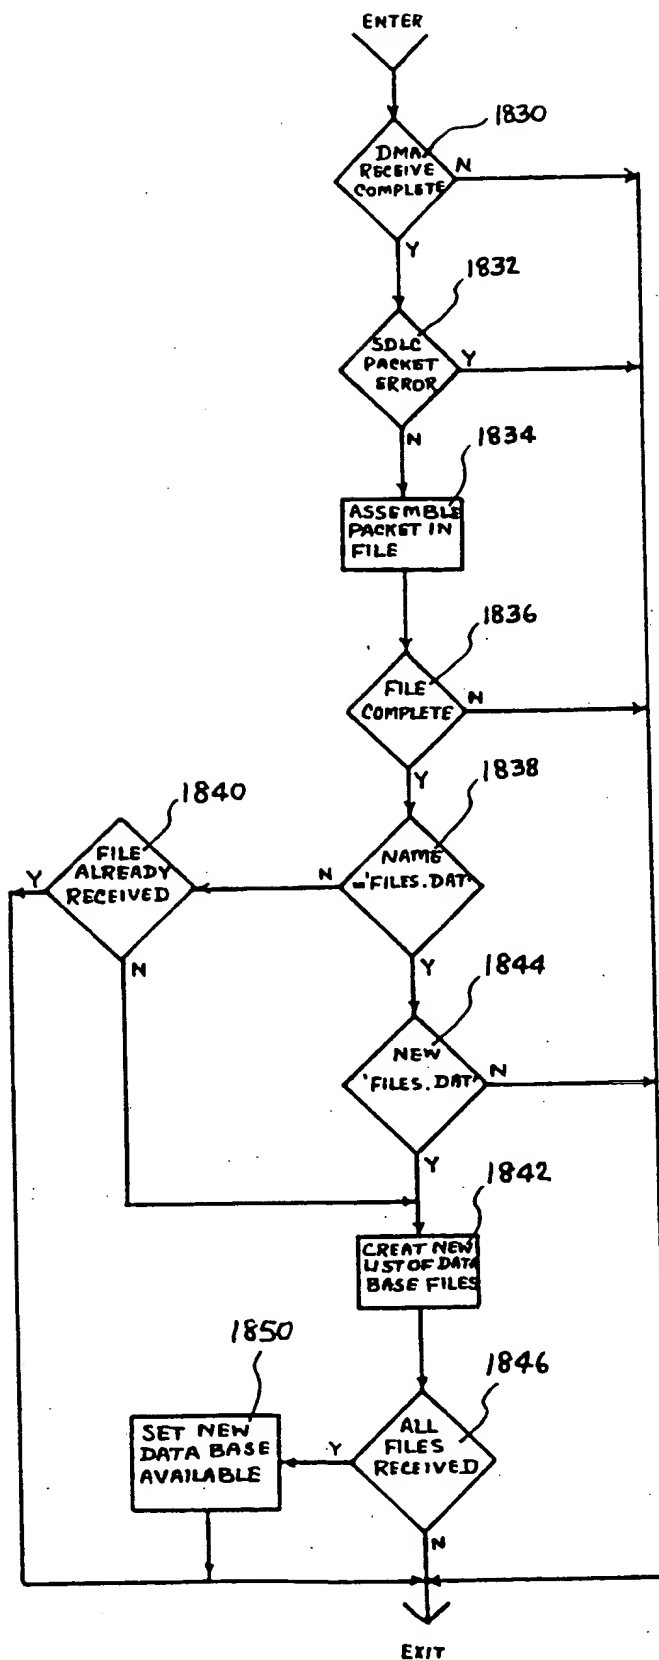 ENTER
1830
DMA
RECEIVE
COMPLETE
N
Y
1832
SDLC
PACKET
ERROR
Y
N
1834
ASSEMBLE
PACKET IN
FILE
1836
FILE
COMPLETE
N
Y
1838
NAME
='FILES.DAT'
N
Y
1840
FILE
ALREADY
RECEIVED
Y
N
1844
NEW
'FILES.DAT'
N
Y
1842
CREAT NEW
LIST OF DATA
BASE FILES
1846
ALL
FILES
RECEIVED
Y
N
1850
SET NEW
DATA BASE
AVAILABLE
EXIT